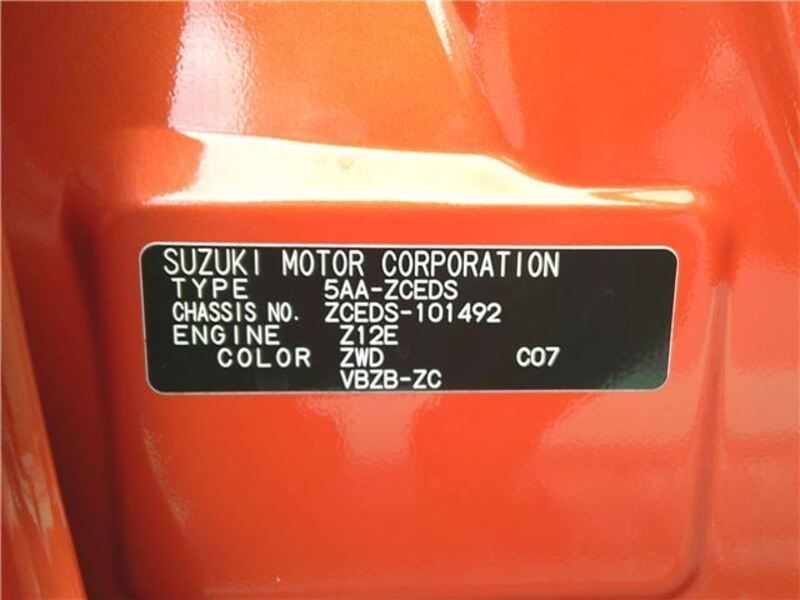 SUZUKI MOTOR CORPORATION
TYPE 5AA-ZCEDS
CHASSIS NO. ZCEDS-101492
ENGINE Z12E
COLOR ZWD C07
VBZB-ZC